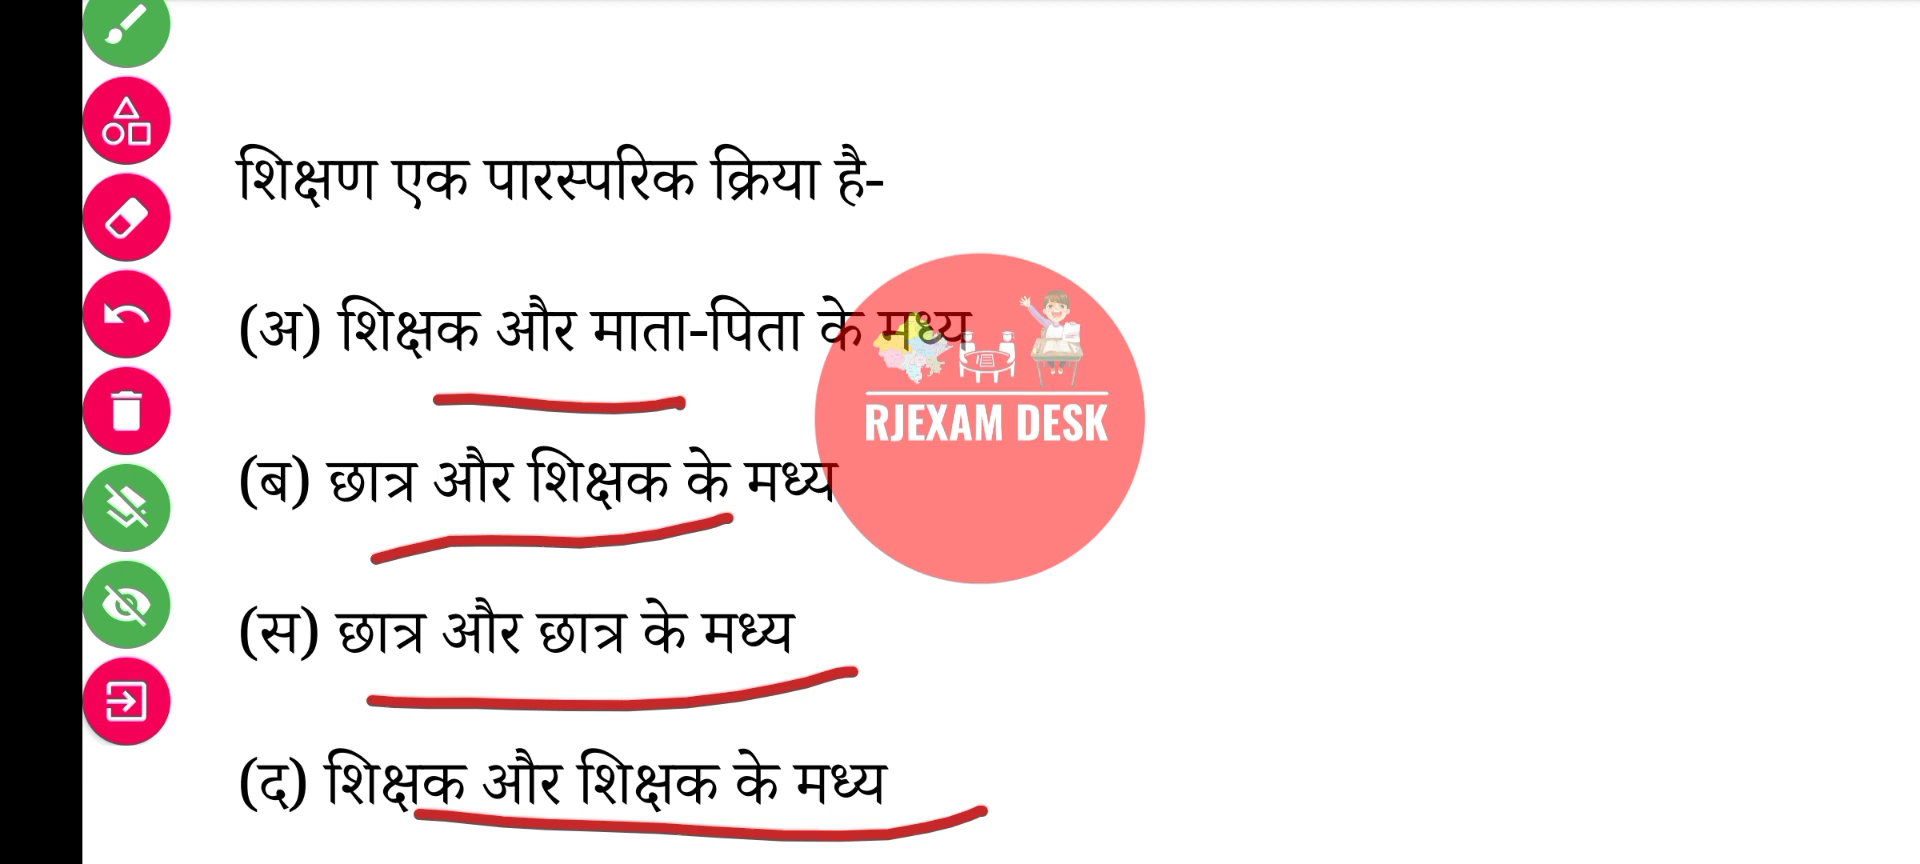 शिक्षण एक पारस्परिक क्रिया है-
(अ) शिक्षक और माता-पिता के मध्य
RJEXAM DESK
(ब) छात्र और शिक्षक के मध्य
(स) छात्र और छात्र के मध्य
(द) शिक्षक और शिक्षक के मध्य